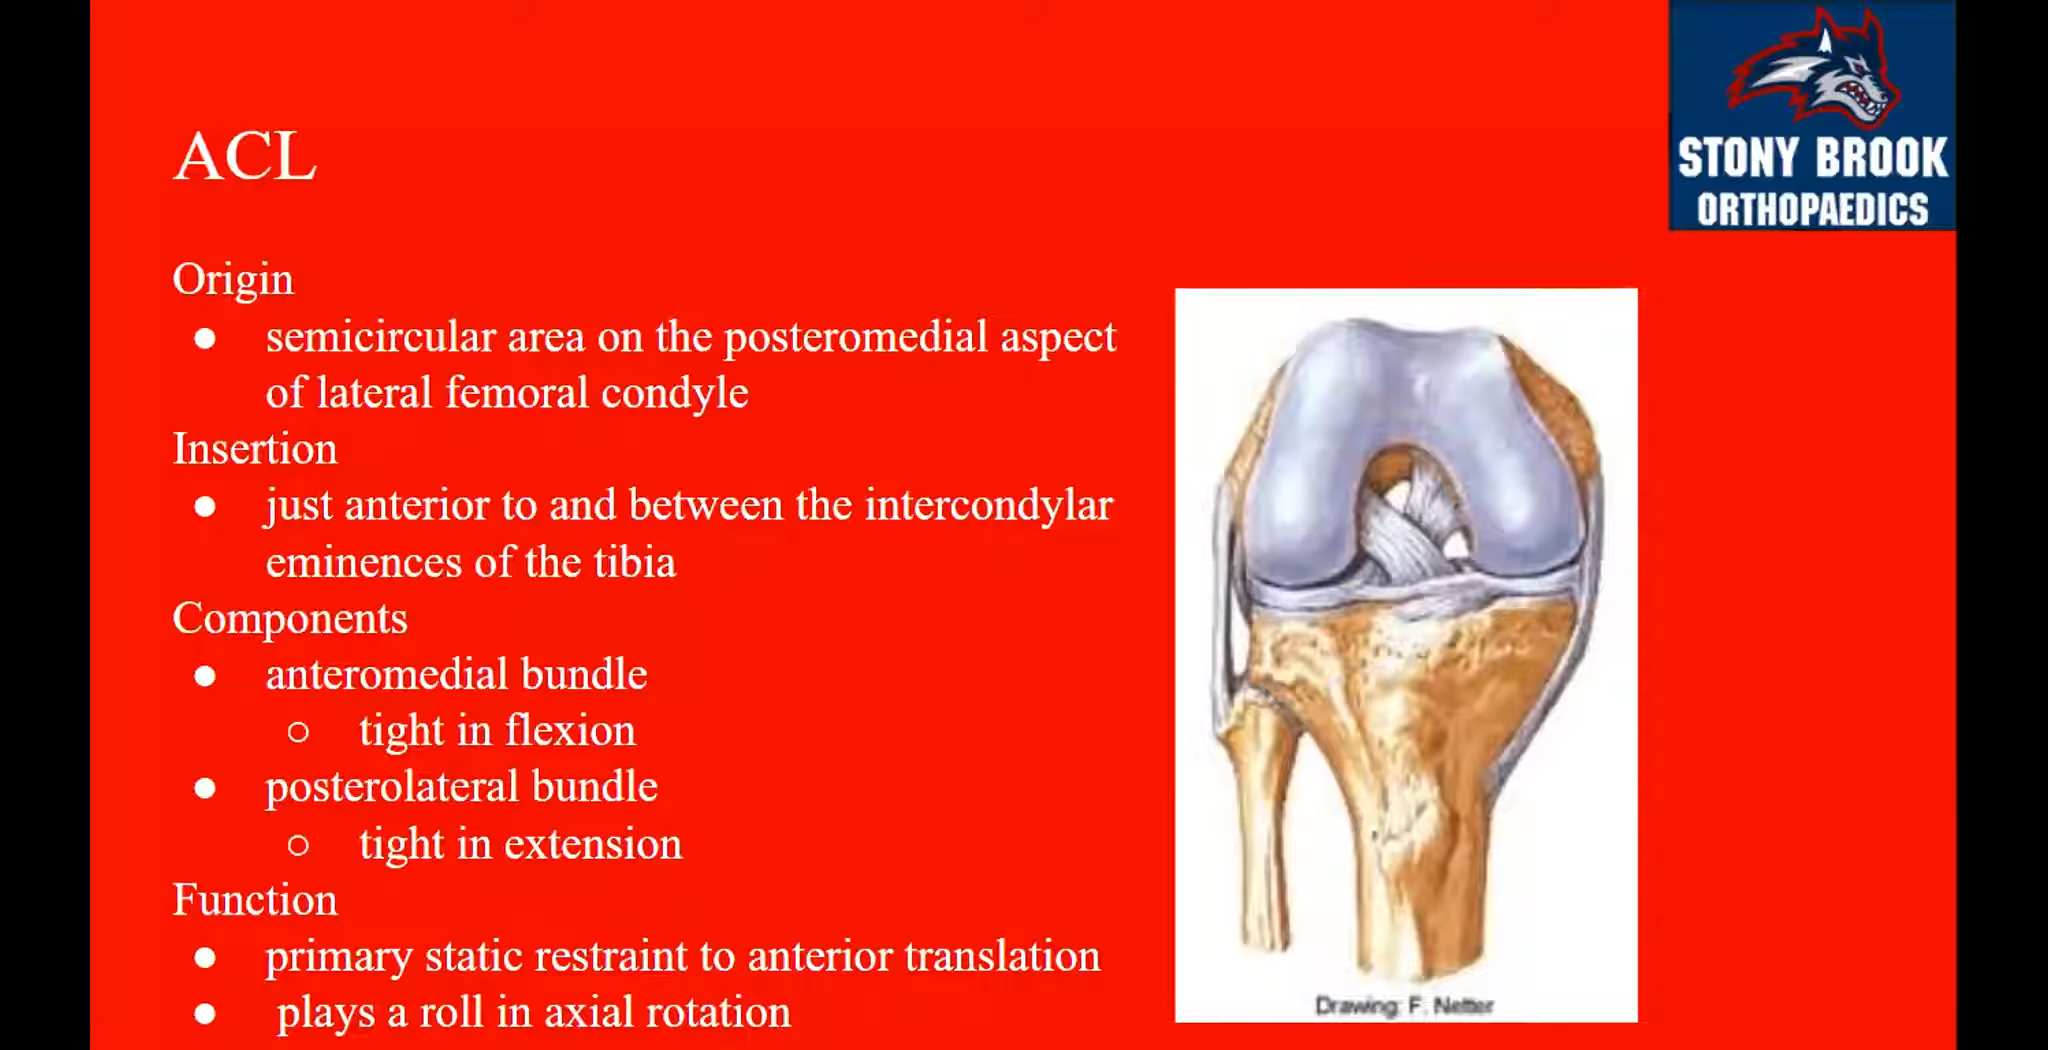 STONY BROOK
ORTHOPAEDICS
ACL
Origin
● semicircular area on the posteromedial aspect
of lateral femoral condyle
Insertion
● just anterior to and between the intercondylar
eminences of the tibia
Components
● anteromedial bundle
○ tight in flexion
● posterolateral bundle
○ tight in extension
Function
● primary static restraint to anterior translation
● plays a roll in axial rotation
Drawing: F. Netter